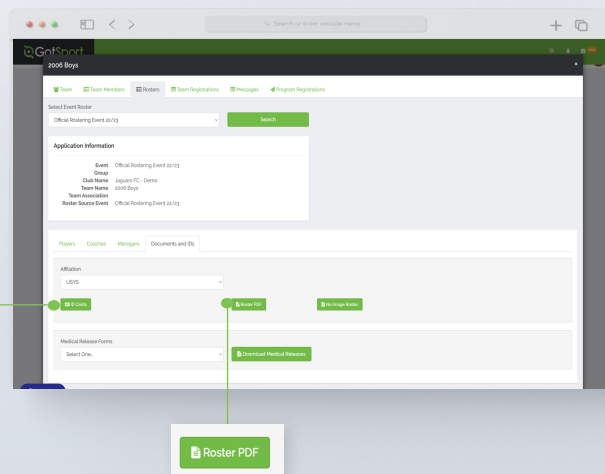 Search or enter website name
GotSport
2006 Boys
Team Team Members Rosters Team Registrations Messages Program Registrations
Select Event Roster
Official Rostering Event 22/23
Search
Application Information
Event Official Rostering Event 22/23
Group
Club Name Jaguars FC - Demo
Team Name 2006 Boys
Team Association
Roster Source Event Official Rostering Event 22/23
Players Coaches Managers Documents and IDs
Affiliation
USYS
ID Cards Roster PDF No Image Roster
Medical Release Forms
Select One.. Download Medical Releases
Roster PDF